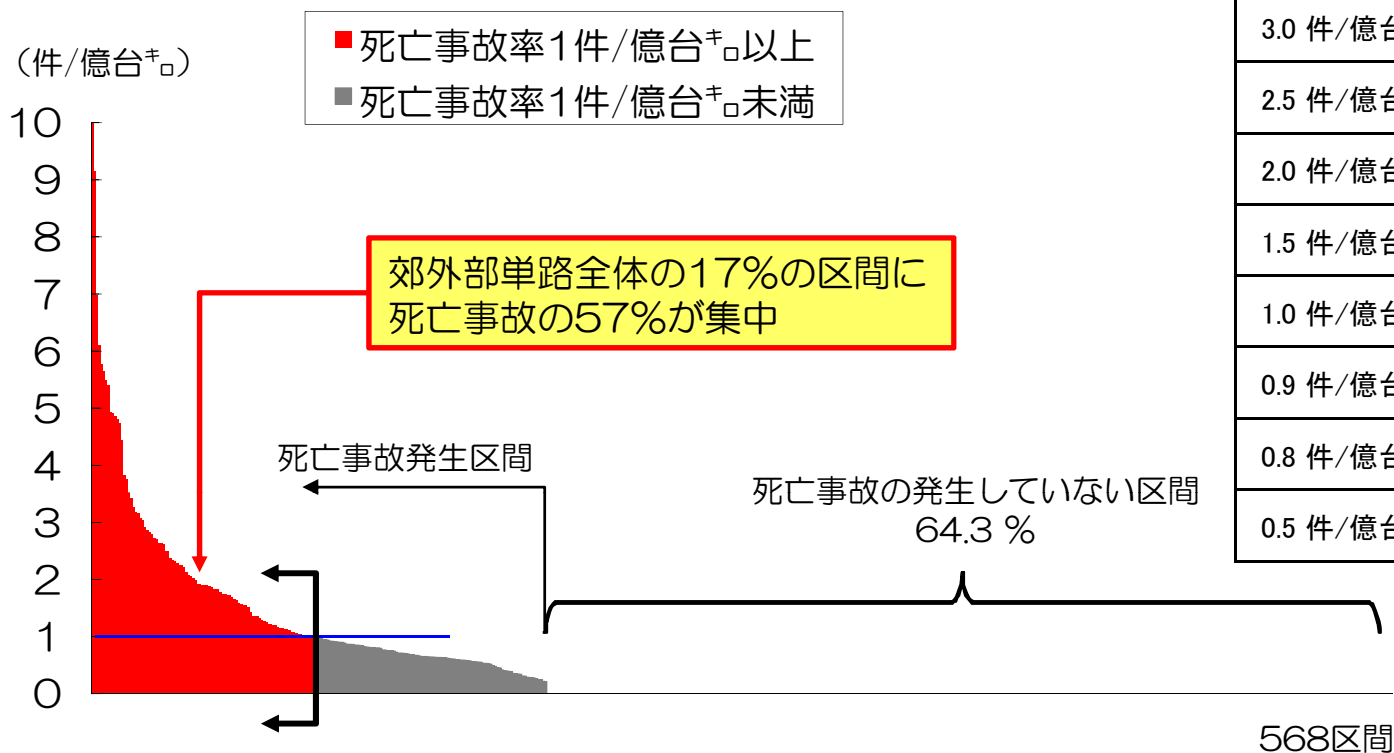 (件/億台㌔)
■死亡事故率1件/億台㌔以上
■死亡事故率1件/億台㌔未満
10
9
8
7
6
5
4
3
2
1
0
郊外部単路全体の17%の区間に
死亡事故の57%が集中
死亡事故発生区間
死亡事故の発生していない区間
64.3 %
568区間
3.0 件/億台
2.5 件/億台
2.0 件/億台
1.5 件/億台
1.0 件/億台
0.9 件/億台
0.8 件/億台
0.5 件/億台